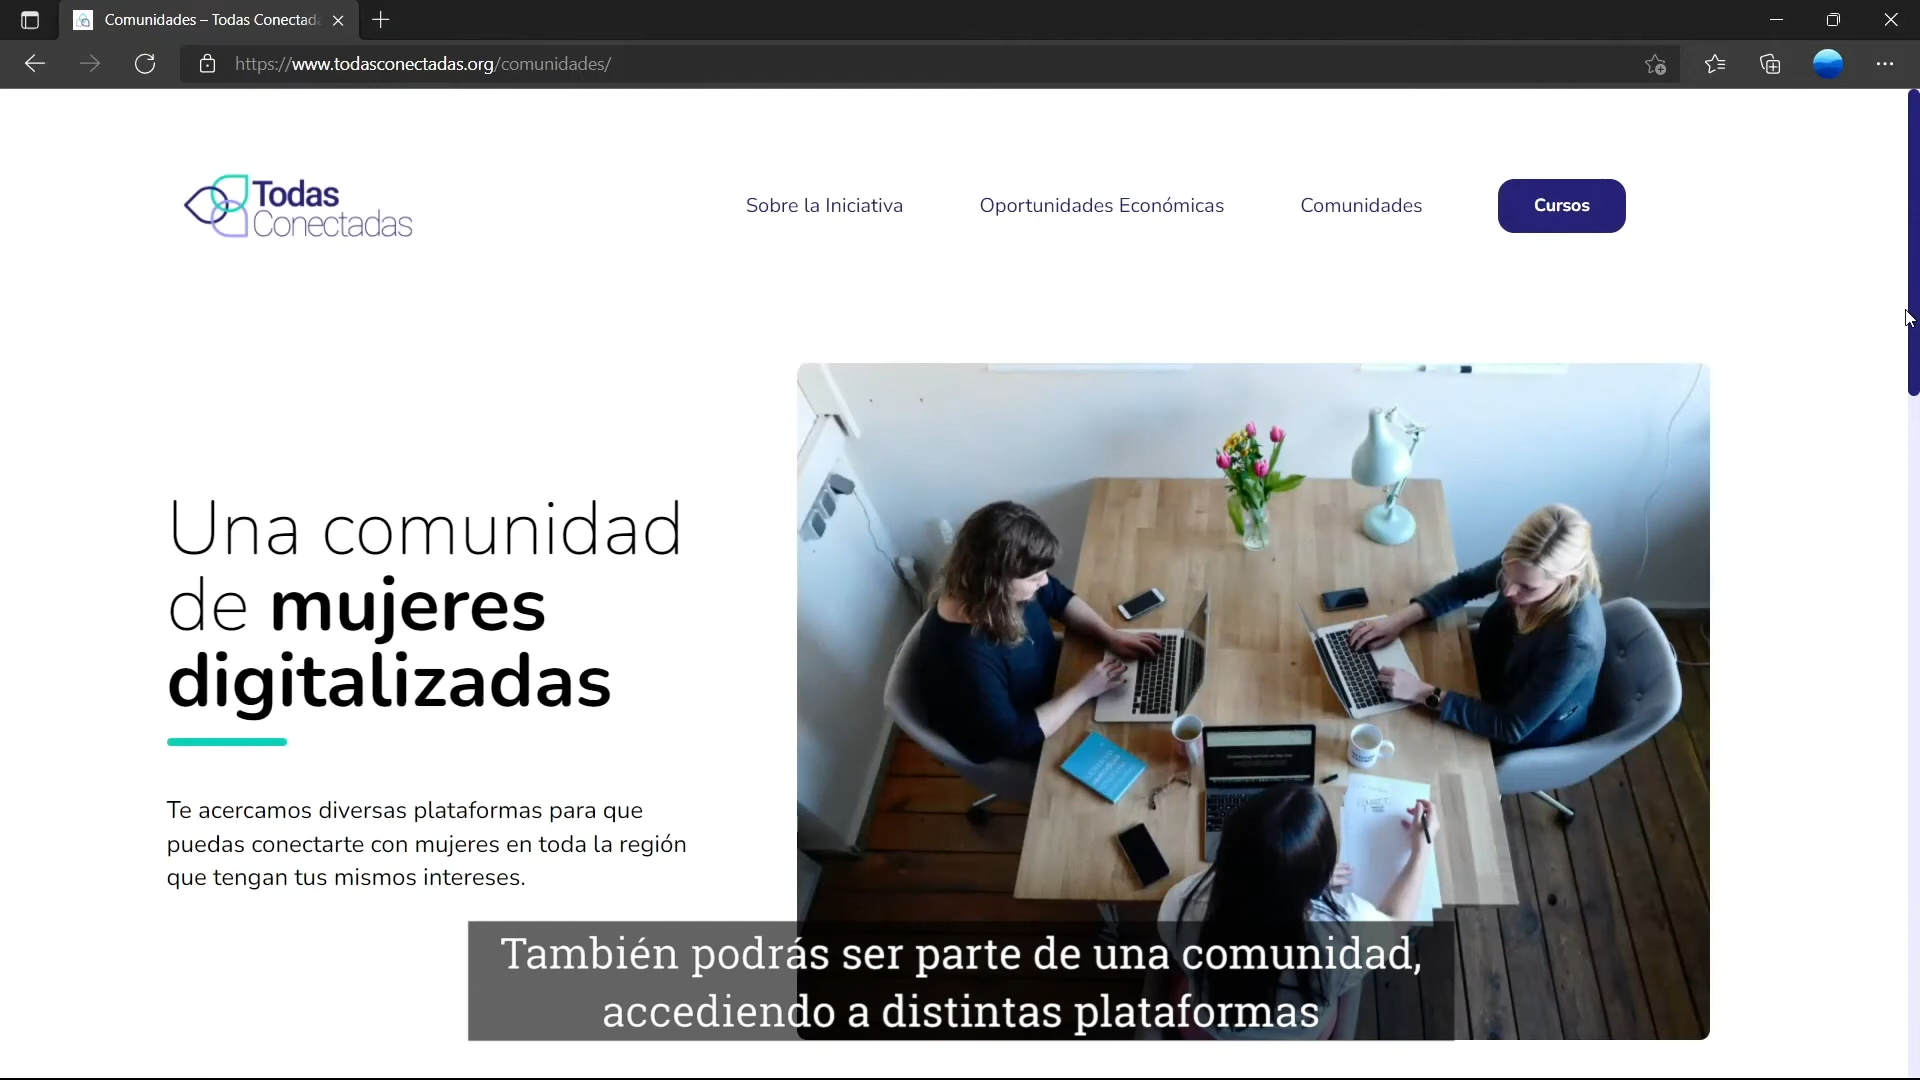 Comunidades – Todas Conectad
https://www.todasconectadas.org/comunidades/
Todas
Conectadas
Sobre la Iniciativa
Oportunidades Económicas
Comunidades
Cursos
Una comunidad
de mujeres
digitalizadas
Te acercamos diversas plataformas para que
puedas conectarte con mujeres en toda la región
que tengan tus mismos intereses.
También podrás ser parte de una comunidad,
accediendo a distintas plataformas